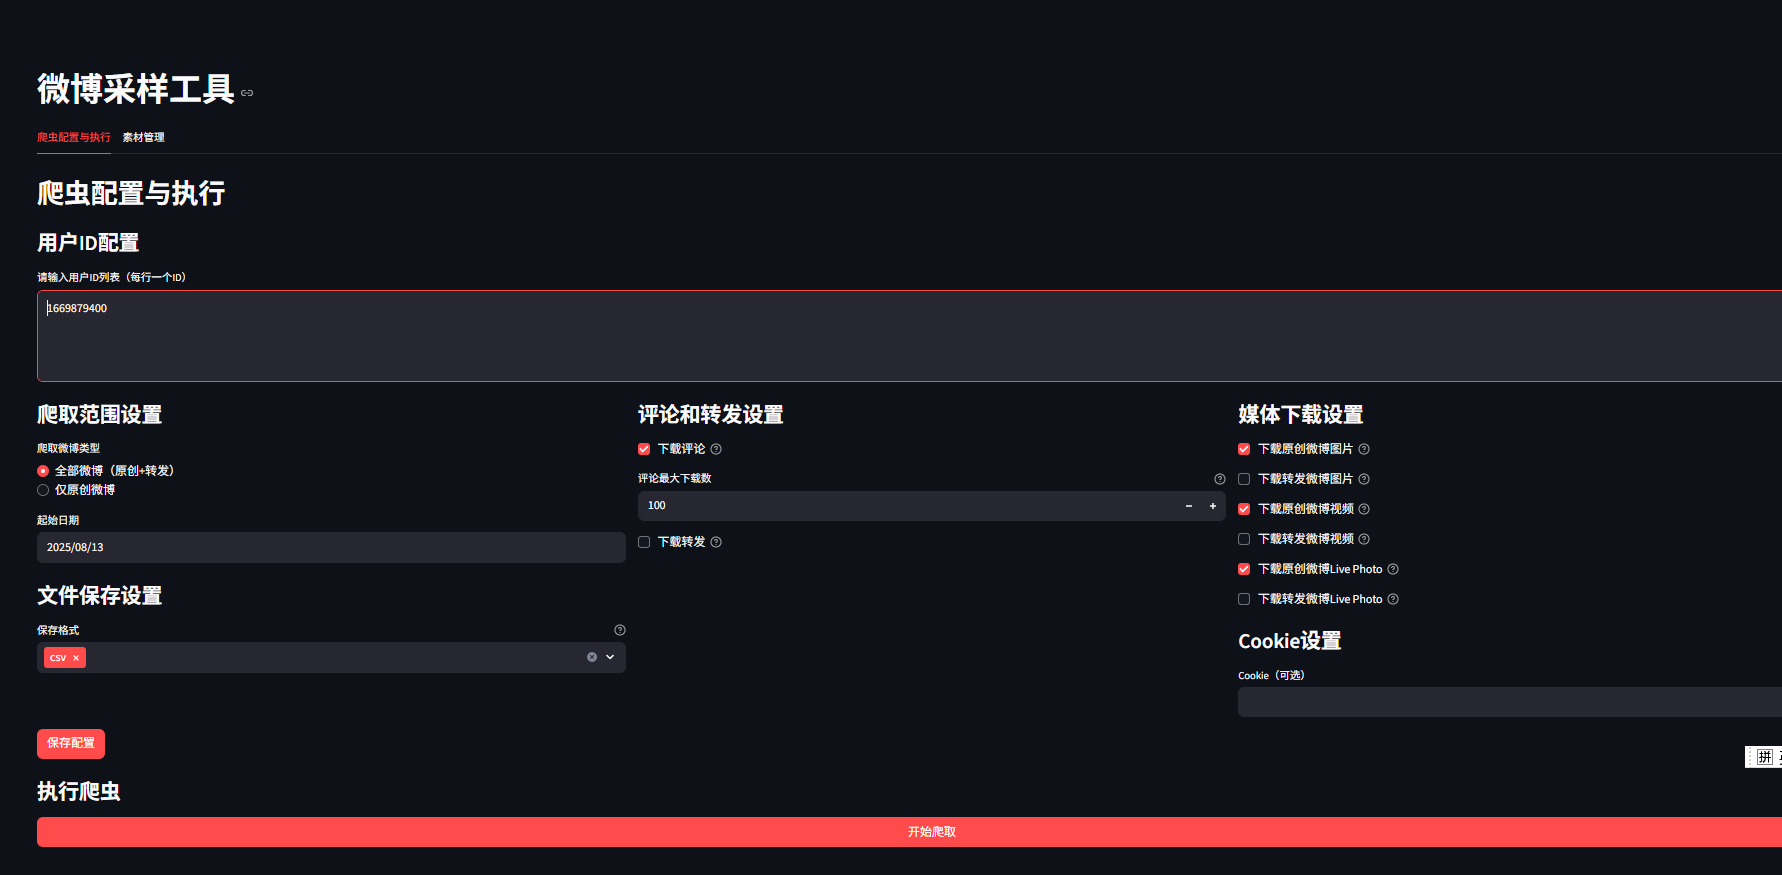 微博采样工具
爬虫配置与执行 素材管理
爬虫配置与执行
用户ID配置
请输入用户ID列表（每行一个ID）
1669879400
爬取范围设置
爬取微博类型
全部微博（原创+转发）
仅原创微博
起始日期
2025/08/13
文件保存设置
保存格式
csv
保存配置
评论和转发设置
下载评论
评论最大下载数
100
下载转发
媒体下载设置
下载原创微博图片
下载转发微博图片
下载原创微博视频
下载转发微博视频
下载原创微博Live Photo
下载转发微博Live Photo
Cookie设置
Cookie（可选）
拼
执行爬虫
开始爬取